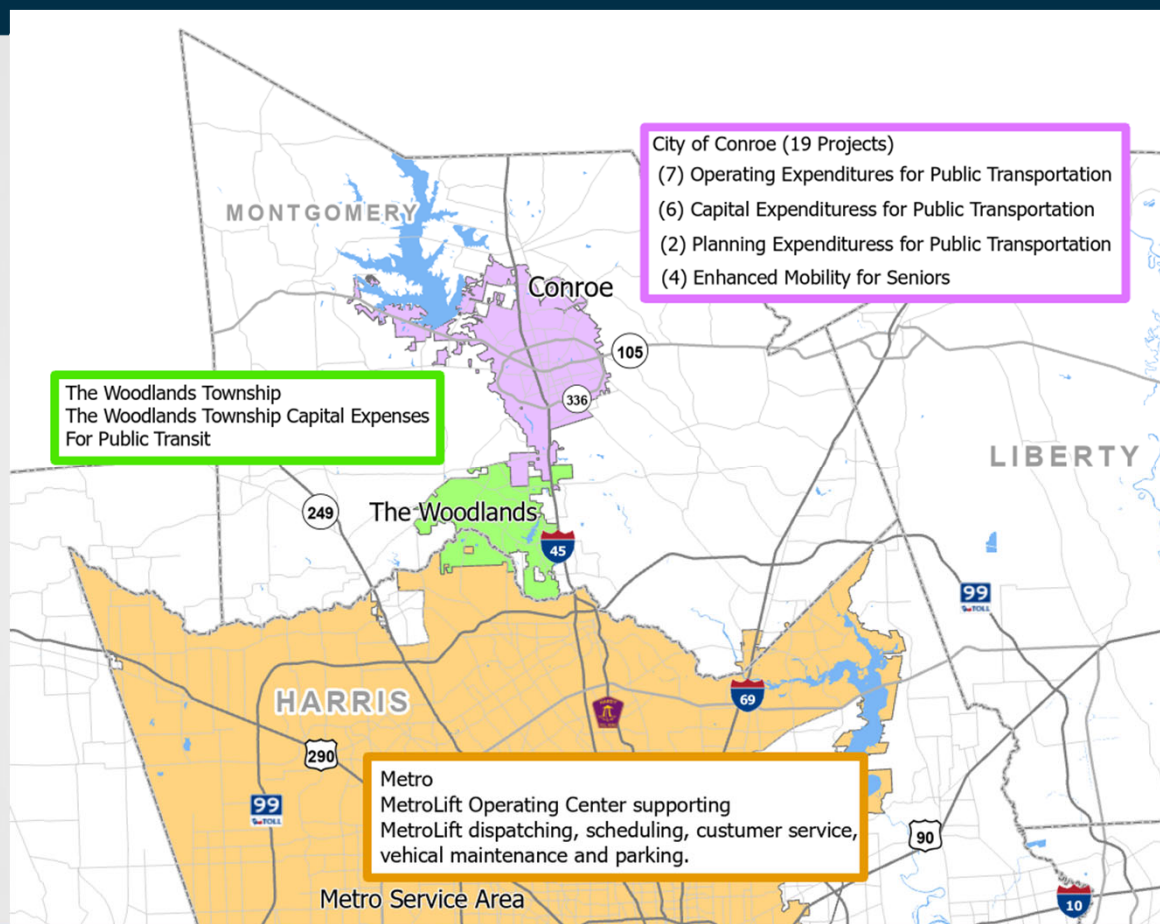 City of Conroe (19 Projects)
(7) Operating Expenditures for Public Transportation
(6) Capital Expendituress for Public Transportation
(2) Planning Expendituress for Public Transportation
(4) Enhanced Mobility for Seniors
MONTGOMERY
Conroe
105
336
The Woodlands Township
The Woodlands Township Capital Expenses
For Public Transit
LIBERTY
249
The Woodlands
45
99
TOLL
HARRIS
69
290
99
TOLL
Metro
MetroLift Operating Center supporting
MetroLift dispatching, scheduling, custumer service,
vehical maintenance and parking.
90
Metro Service Area
10